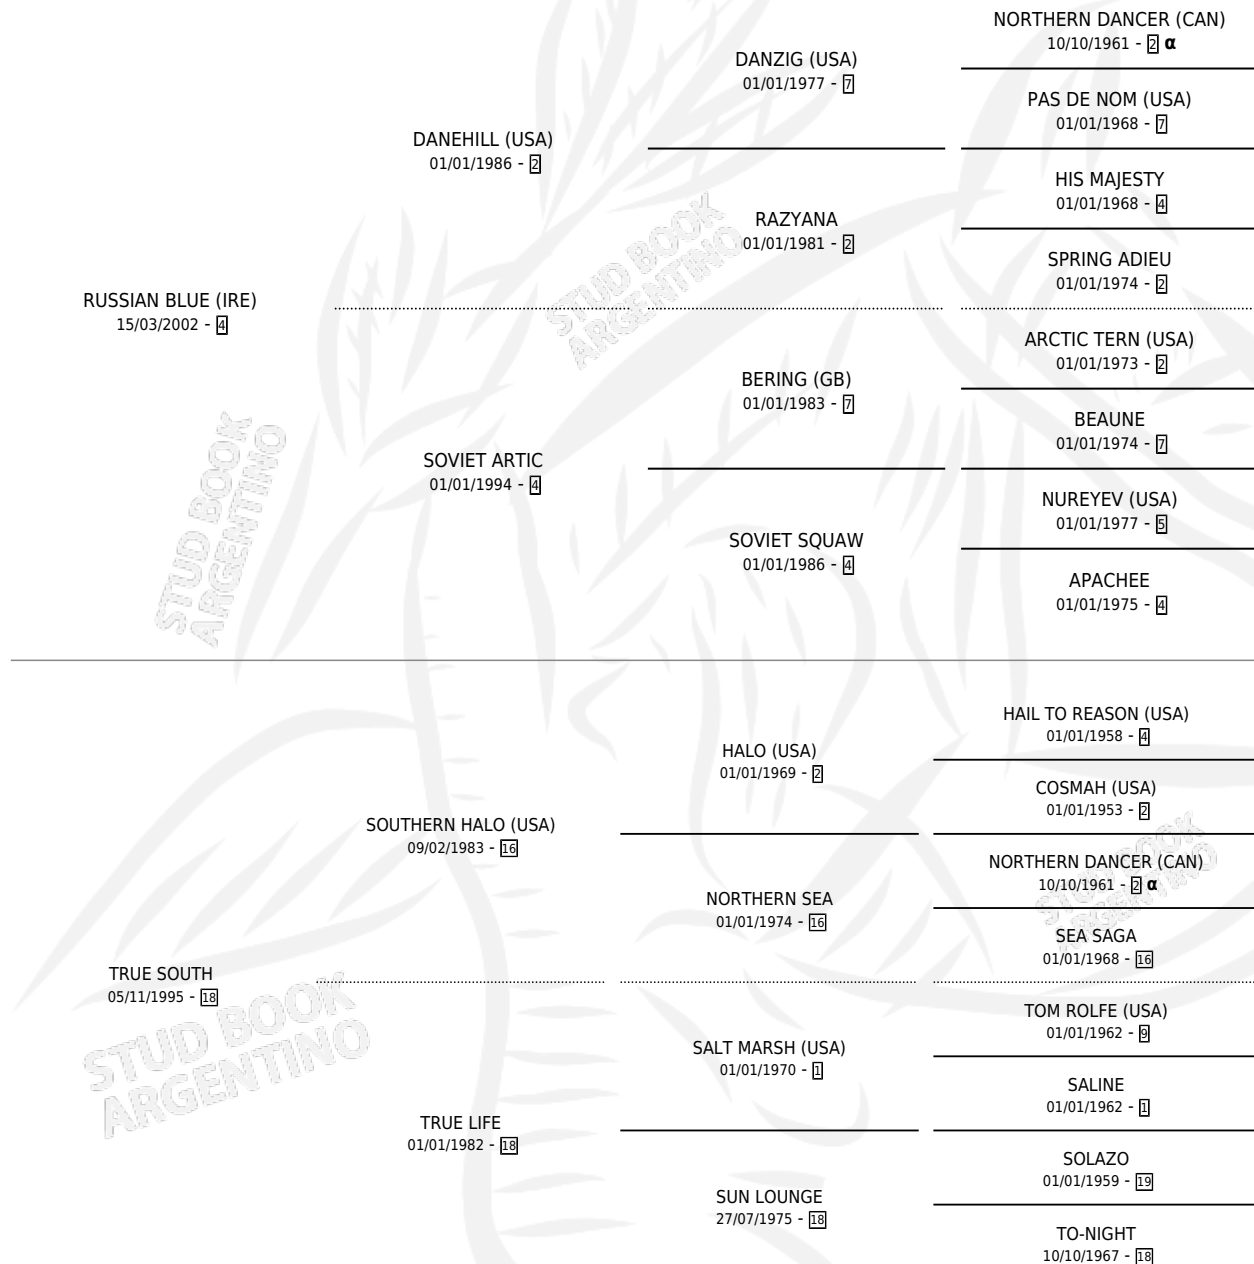 NORTHERN DANCER (CAN)
10/10/1961 - 2 α
DANZIG (USA)
01/01/1977 - 7
PAS DE NOM (USA)
01/01/1968 - 7
DANEHILL (USA)
01/01/1986 - 2
HIS MAJESTY
01/01/1968 - 4
RAZYANA
01/01/1981 - 2
SPRING ADIEU
01/01/1974 - 2
STUD BOOK
ARGENTINO
RUSSIAN BLUE (IRE)
15/03/2002 - 4
ARCTIC TERN (USA)
01/01/1973 - 2
BERING (GB)
01/01/1983 - 7
BEAUNE
01/01/1974 - 7
SOVIET ARTIC
01/01/1994 - 4
NUREYEV (USA)
01/01/1977 - 5
SOVIET SQUAW
01/01/1986 - 4
APACHEE
01/01/1975 - 4
STUD BOOK
ARGENTINO
HAIL TO REASON (USA)
01/01/1958 - 4
HALO (USA)
01/01/1969 - 2
COSMAH (USA)
01/01/1953 - 2
SOUTHERN HALO (USA)
09/02/1983 - 16
NORTHERN DANCER (CAN)
10/10/1961 - 2 α
NORTHERN SEA
01/01/1974 - 16
SEA SAGA
01/01/1968 - 16
STUD BOOK
ARGENTINO
TRUE SOUTH
05/11/1995 - 18
TOM ROLFE (USA)
01/01/1962 - 9
SALT MARSH (USA)
01/01/1970 - 1
SALINE
01/01/1962 - 1
STUD BOOK
ARGENTINO
TRUE LIFE
01/01/1982 - 18
SOLAZO
01/01/1959 - 19
SUN LOUNGE
27/07/1975 - 18
TO-NIGHT
10/10/1967 - 18